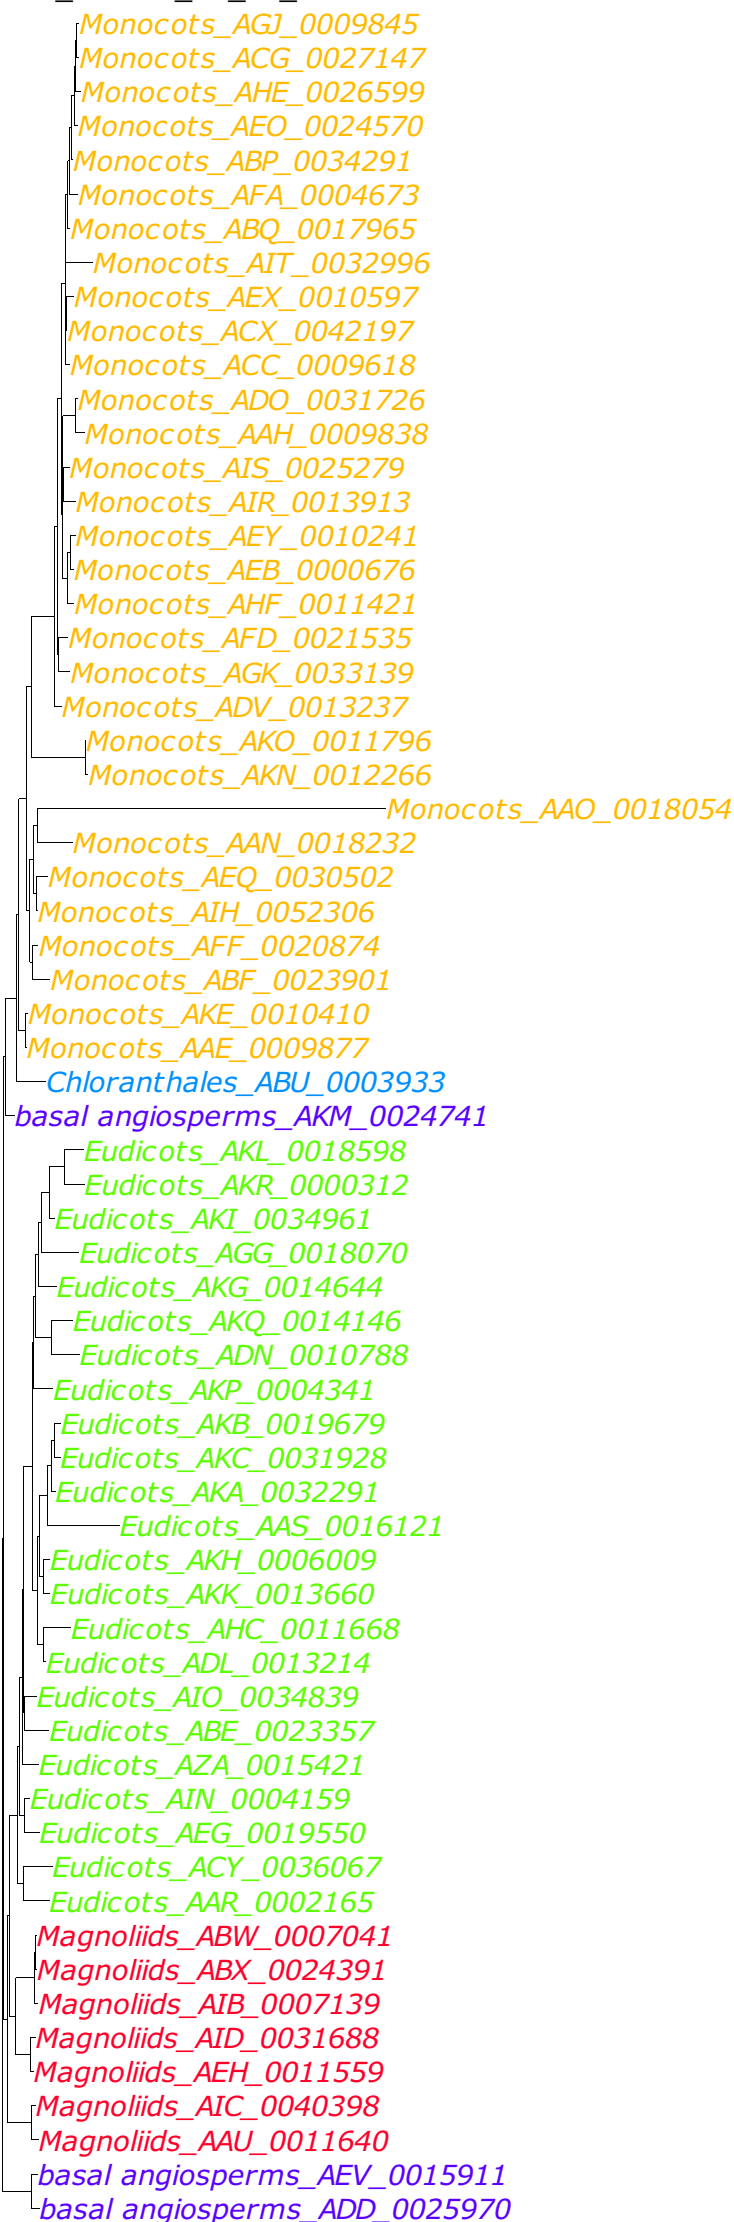 Monocots_AGJ_0009845
Monocots_ACG_0027147
Monocots_AHE_0026599
Monocots_AEO_0024570
Monocots_ABP_0034291
Monocots_AFA_0004673
Monocots_ABQ_0017965
Monocots_AIT_0032996
Monocots_AEX_0010597
Monocots_ACX_0042197
Monocots_ACC_0009618
Monocots_ADO_0031726
Monocots_AAH_0009838
Monocots_AIS_0025279
Monocots_AIR_0013913
Monocots_AEY_0010241
Monocots_AEB_0000676
Monocots_AHF_0011421
Monocots_AFD_0021535
Monocots_AGK_0033139
Monocots_ADV_0013237
Monocots_AKO_0011796
Monocots_AKN_0012266
Monocots_AAO_0018054
Monocots_AAN_0018232
Monocots_AEQ_0030502
Monocots_AIH_0052306
Monocots_AFF_0020874
Monocots_ABF_0023901
Monocots_AKE_0010410
Monocots_AAE_0009877
Chloranthales_ABU_0003933
basal angiosperms_AKM_0024741
Eudicots_AKL_0018598
Eudicots_AKR_0000312
Eudicots_AKI_0034961
Eudicots_AGG_0018070
Eudicots_AKG_0014644
Eudicots_AKQ_0014146
Eudicots_ADN_0010788
Eudicots_AKP_0004341
Eudicots_AKB_0019679
Eudicots_AKC_0031928
Eudicots_AKA_0032291
Eudicots_AAS_0016121
Eudicots_AKH_0006009
Eudicots_AKK_0013660
Eudicots_AHC_0011668
Eudicots_ADL_0013214
Eudicots_AIO_0034839
Eudicots_ABE_0023357
Eudicots_AZA_0015421
Eudicots_AIN_0004159
Eudicots_AEG_0019550
Eudicots_ACY_0036067
Eudicots_AAR_0002165
Magnoliids_ABW_0007041
Magnoliids_ABX_0024391
Magnoliids_AIB_0007139
Magnoliids_AID_0031688
Magnoliids_AEH_0011559
Magnoliids_AIC_0040398
Magnoliids_AAU_0011640
basal angiosperms_AEV_0015911
basal angiosperms_ADD_0025970